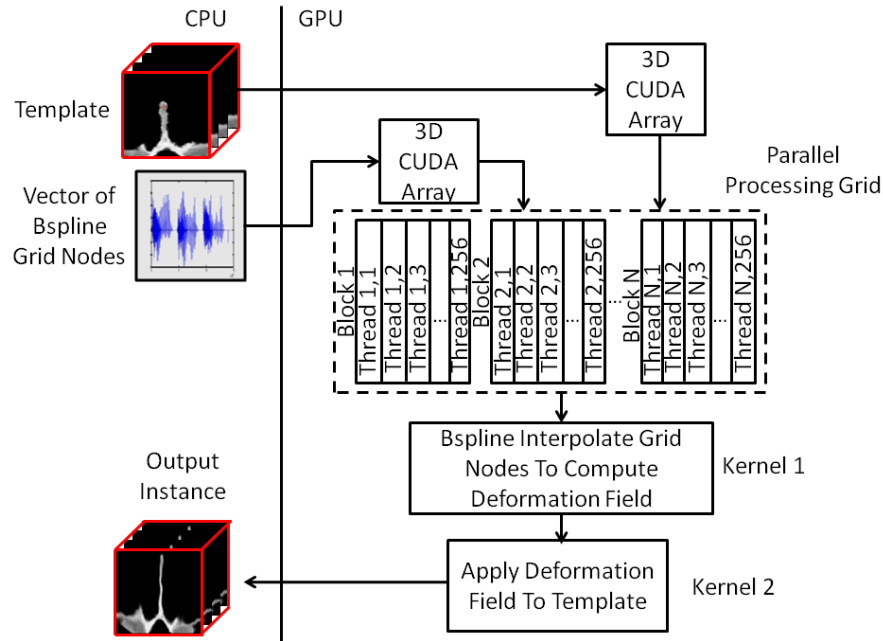 CPU
GPU
Template
3D
CUDA
Array
3D
CUDA
Array
Vector of
Bspline
Grid Nodes
Parallel
Processing Grid
Block 1
Thread 1,1
Thread 1,2
Thread 1,3
...
Thread 1,256
Block 2
Thread 2,1
Thread 2,2
Thread 2,3
...
Thread 2,256
...
Block N
Thread N,1
Thread N,2
Thread N,3
...
Thread N,256
Bspline Interpolate Grid
Nodes To Compute
Deformation Field
Kernel 1
Output
Instance
Apply Deformation
Field To Template
Kernel 2